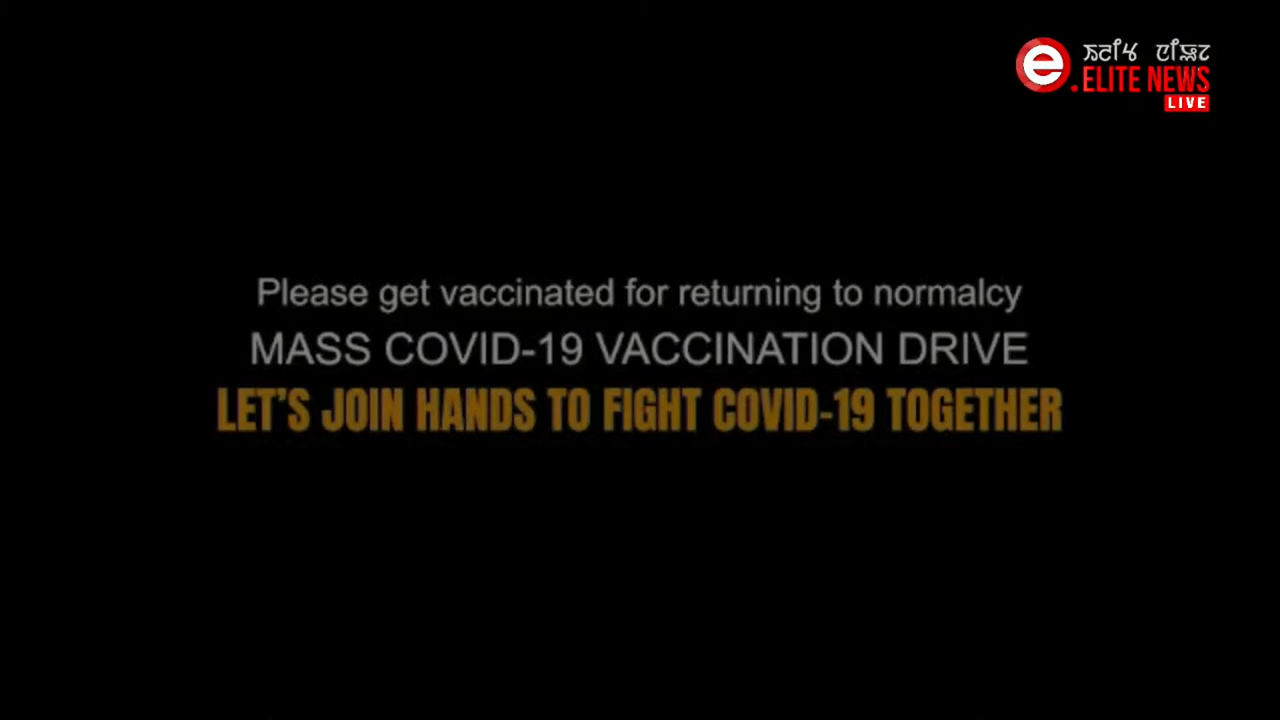 e
.ELITE NEWS
LIVE
Please get vaccinated for returning to normalcy
MASS COVID-19 VACCINATION DRIVE
LET'S JOIN HANDS TO FIGHT COVID-19 TOGETHER